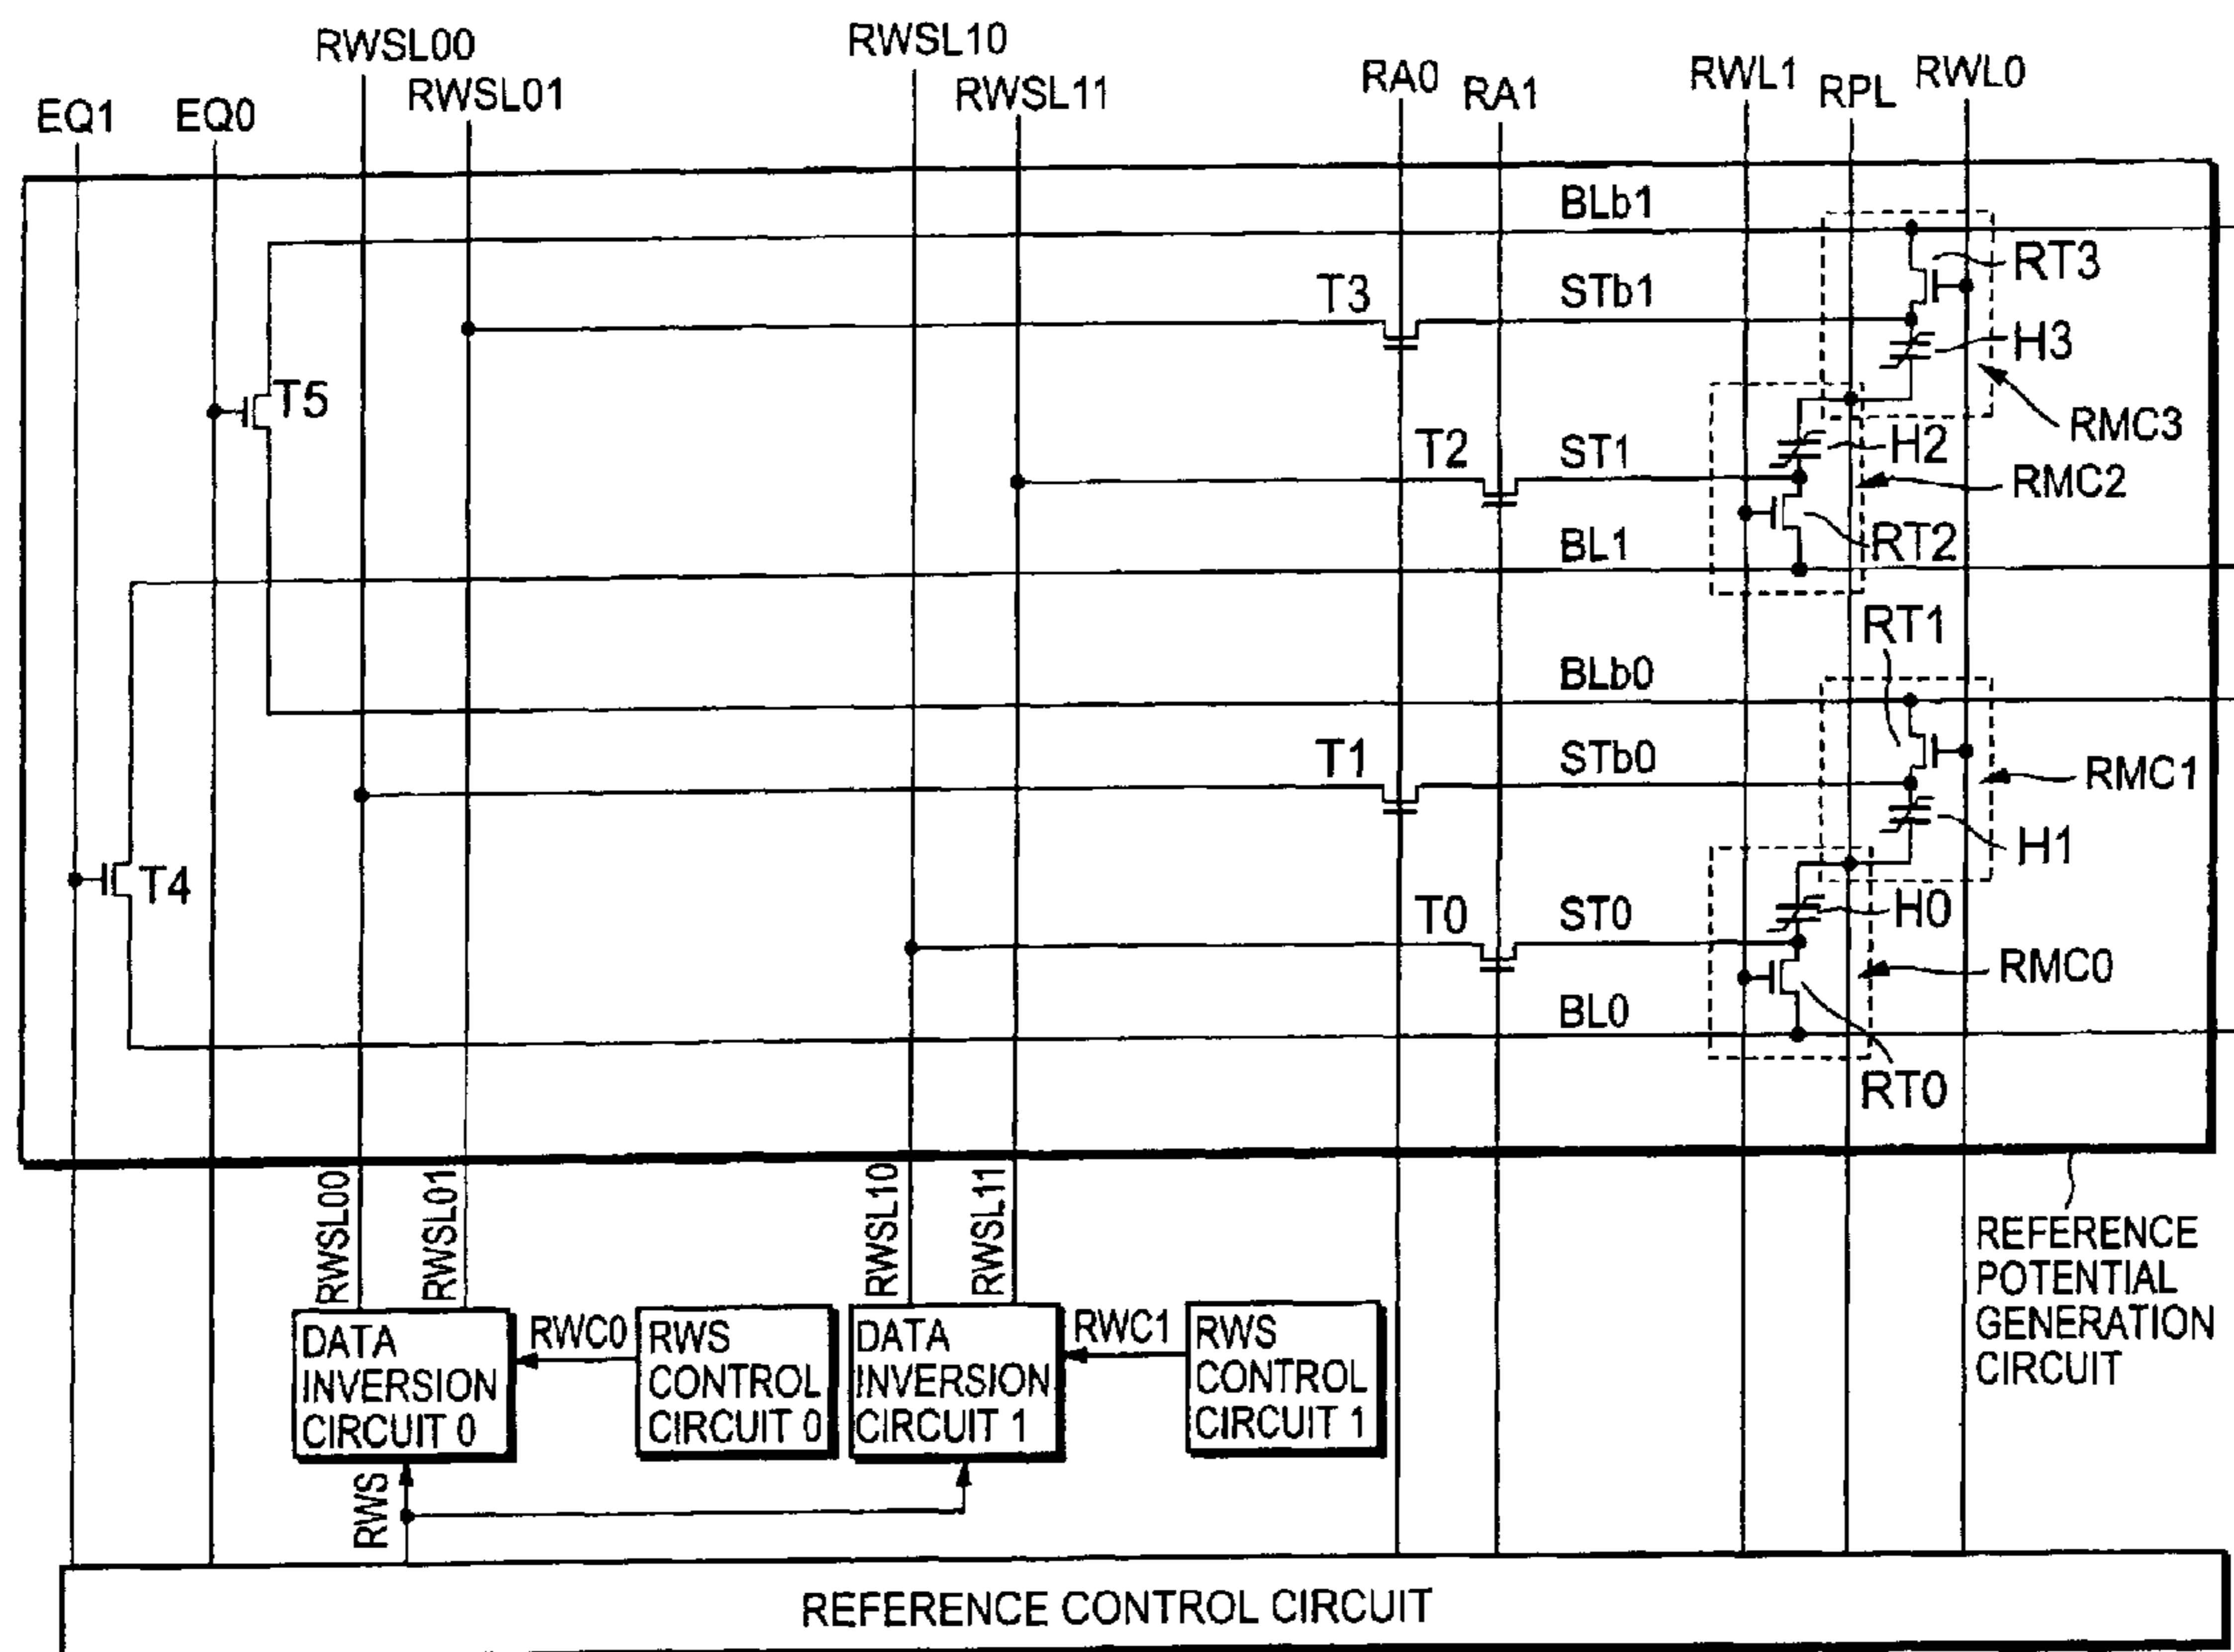 RWSL00
RWSL10
RWSL01
RWSL11
EQ1
EQ0
RA0
RA1
RWL1
RPL
RWL0
BLb1
RT3
T3
STb1
H3
T5
RMC3
T2
ST1
H2
RMC2
BL1
RT2
RT1
BLb0
T1
STb0
RMC1
H1
T4
T0
ST0
H0
RMC0
BL0
RT0
RWSL00
RWSL01
RWSL10
RWSL11
REFERENCE
POTENTIAL
GENERATION
CIRCUIT
DATA
INVERSION
CIRCUIT 0
RWC0
RWS
CONTROL
CIRCUIT 0
DATA
INVERSION
CIRCUIT 1
RWC1
RWS
CONTROL
CIRCUIT 1
RWS
REFERENCE CONTROL CIRCUIT